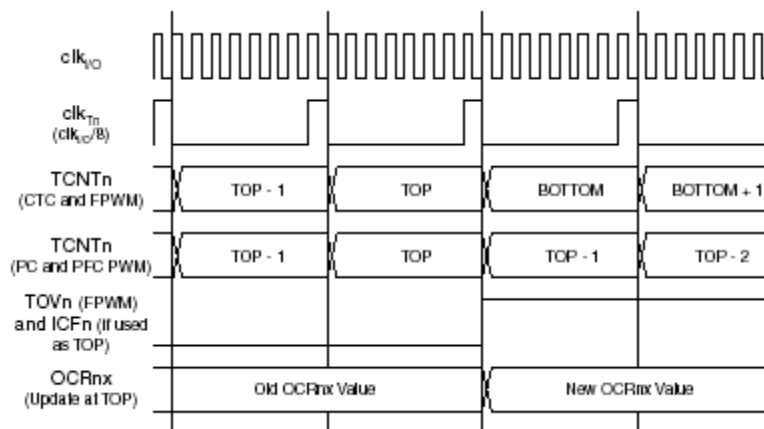 clkI/O
clkTn
(clkI/O/8)
TCNTn
(CTC and FPWM)
TOP - 1
TOP
BOTTOM
BOTTOM + 1
TCNTn
(PC and PFC PWM)
TOP - 1
TOP
TOP - 1
TOP - 2
TOVn (FPWM)
and ICFn (if used
as TOP)
OCRnx
(Update at TOP)
Old OCRnx Value
New OCRnx Value